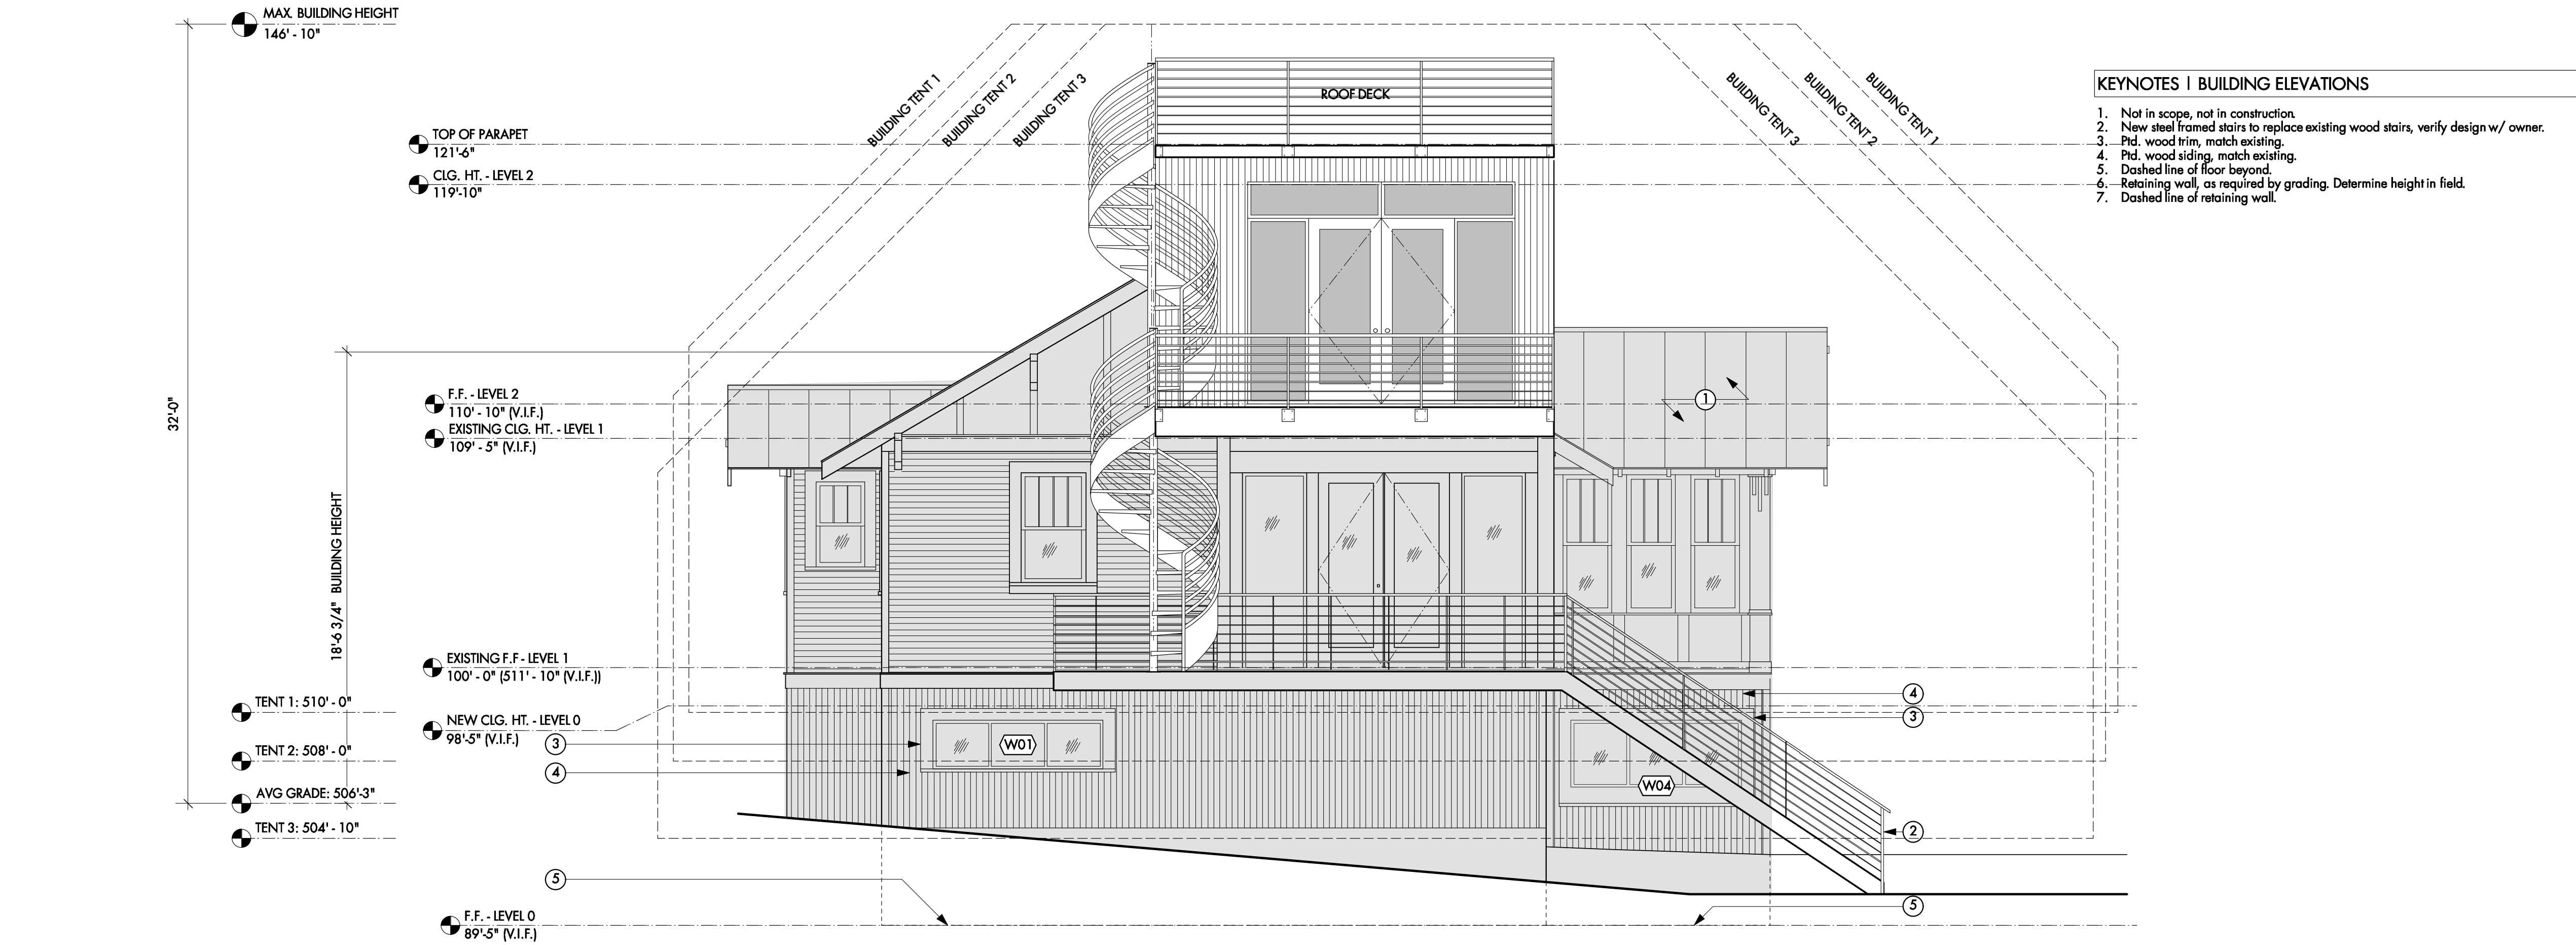 MAX. BUILDING HEIGHT
146' - 10"
BUILDING TENT 1
BUILDING TENT 2
BUILDING TENT 3
ROOF DECK
BUILDING TENT 3
BUILDING TENT 2
BUILDING TENT 1
KEYNOTES | BUILDING ELEVATIONS
1. Not in scope, not in construction.
2. New steel framed stairs to replace existing wood stairs, verify design w/ owner.
3. Ptd. wood trim, match existing.
4. Ptd. wood siding, match existing.
5. Dashed line of floor beyond.
6. Retaining wall, as required by grading. Determine height in field.
7. Dashed line of retaining wall.
TOP OF PARAPET
121'-6"
CLG. HT. - LEVEL 2
119'-10"
32'-0"
F.F. - LEVEL 2
110' - 10" (V.I.F.)
EXISTING CLG. HT. - LEVEL 1
109' - 5" (V.I.F.)
1
18'-6 3/4" BUILDING HEIGHT
EXISTING F.F - LEVEL 1
100' - 0" (511' - 10" (V.I.F.))
TENT 1: 510' - 0"
NEW CLG. HT. - LEVEL 0
98'-5" (V.I.F.)
TENT 2: 508' - 0"
AVG GRADE: 506'-3"
TENT 3: 504' - 10"
3
4
W01
W04
4
3
2
5
5
F.F. - LEVEL 0
89'-5" (V.I.F.)